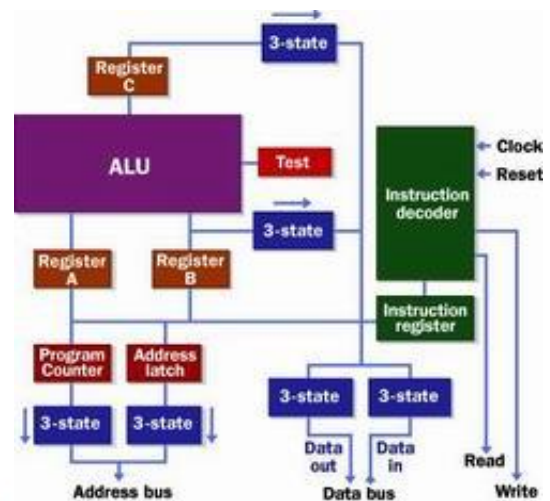 3-state
Register
C
ALU
Test
Clock
Reset
Instruction
decoder
3-state
Register
A
Register
B
Instruction
register
Program
Counter
Address
latch
3-state
3-state
3-state
3-state
Data
out
Data
in
Address bus
Data bus
Read
Write